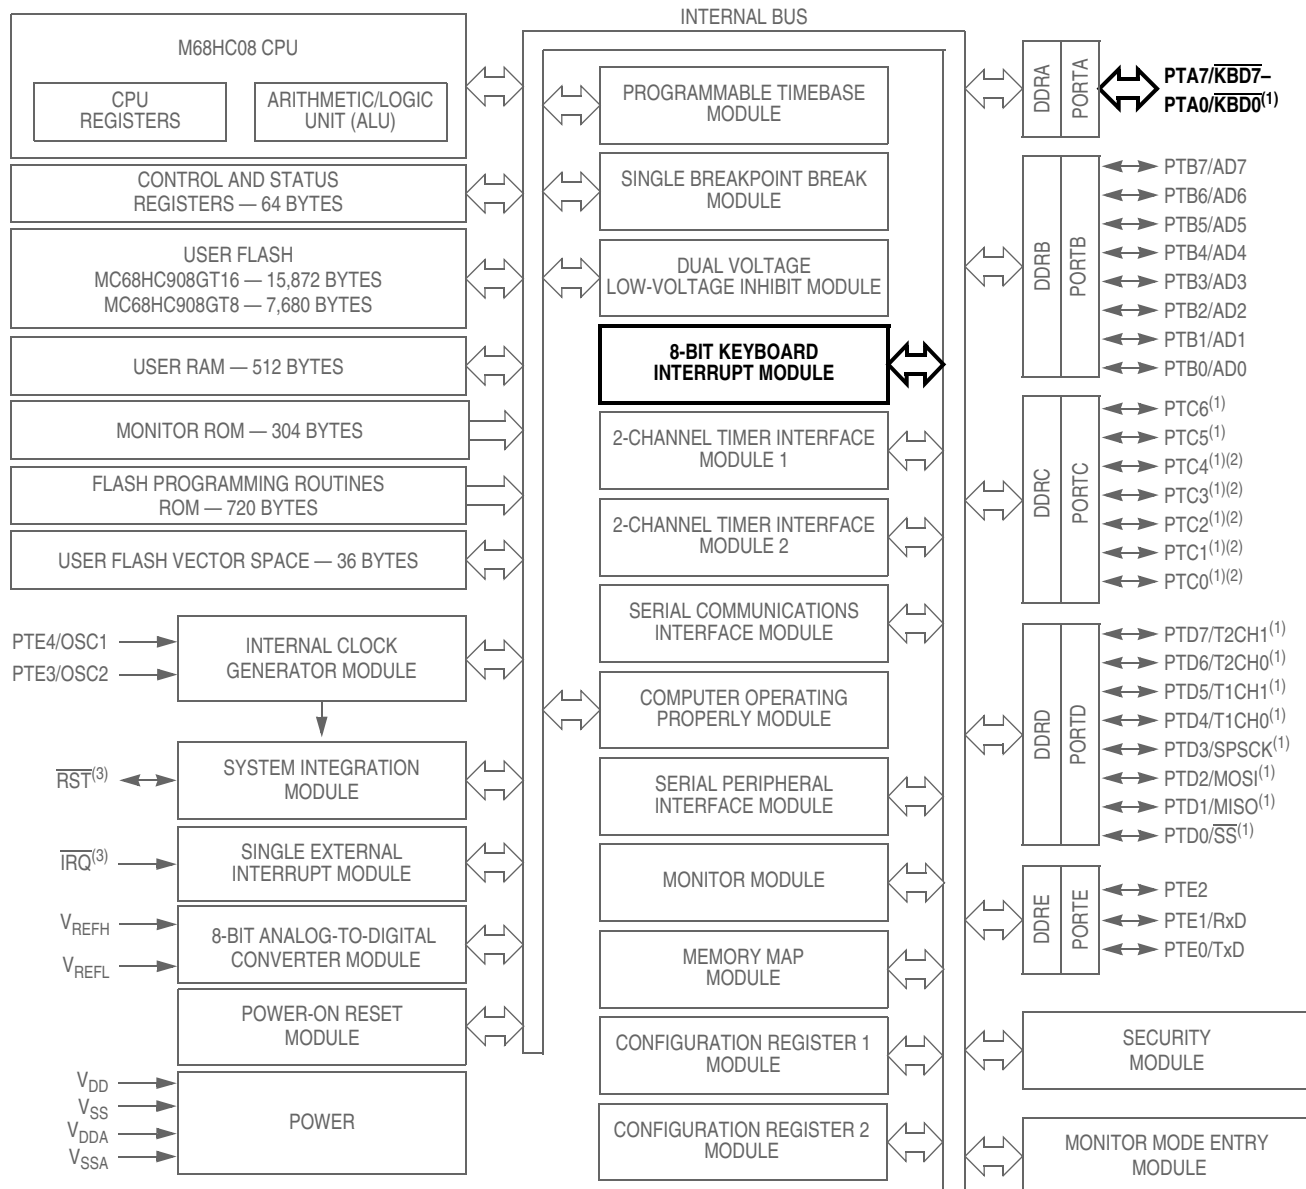 INTERNAL BUS
M68HC08 CPU
CPU
REGISTERS
ARITHMETIC/LOGIC
UNIT (ALU)
CONTROL AND STATUS
REGISTERS — 64 BYTES
USER FLASH
MC68HC908GT16 — 15,872 BYTES
MC68HC908GT8 — 7,680 BYTES
USER RAM — 512 BYTES
MONITOR ROM — 304 BYTES
FLASH PROGRAMMING ROUTINES
ROM — 720 BYTES
USER FLASH VECTOR SPACE — 36 BYTES
PTE4/OSC1
PTE3/OSC2
INTERNAL CLOCK
GENERATOR MODULE
RST(3)
SYSTEM INTEGRATION
MODULE
IRQ(3)
SINGLE EXTERNAL
INTERRUPT MODULE
VREFH
VREFL
8-BIT ANALOG-TO-DIGITAL
CONVERTER MODULE
POWER-ON RESET
MODULE
VDD
VSS
VDDA
VSSA
POWER
PROGRAMMABLE TIMEBASE
MODULE
SINGLE BREAKPOINT BREAK
MODULE
DUAL VOLTAGE
LOW-VOLTAGE INHIBIT MODULE
8-BIT KEYBOARD
INTERRUPT MODULE
2-CHANNEL TIMER INTERFACE
MODULE 1
2-CHANNEL TIMER INTERFACE
MODULE 2
SERIAL COMMUNICATIONS
INTERFACE MODULE
COMPUTER OPERATING
PROPERLY MODULE
SERIAL PERIPHERAL
INTERFACE MODULE
MONITOR MODULE
MEMORY MAP
MODULE
CONFIGURATION REGISTER 1
MODULE
CONFIGURATION REGISTER 2
MODULE
DDRA
PORTA
PTA7/KBD7–
PTA0/KBD0(1)
DDRB
PORTB
PTB7/AD7
PTB6/AD6
PTB5/AD5
PTB4/AD4
PTB3/AD3
PTB2/AD2
PTB1/AD1
PTB0/AD0
DDRC
PORTC
PTC6(1)
PTC5(1)
PTC4(1)(2)
PTC3(1)(2)
PTC2(1)(2)
PTC1(1)(2)
PTC0(1)(2)
DDRD
PORTD
PTD7/T2CH1(1)
PTD6/T2CH0(1)
PTD5/T1CH1(1)
PTD4/T1CH0(1)
PTD3/SPSCK(1)
PTD2/MOSI(1)
PTD1/MISO(1)
PTD0/SS(1)
DDRE
PORTE
PTE2
PTE1/RxD
PTE0/TxD
SECURITY
MODULE
MONITOR MODE ENTRY
MODULE